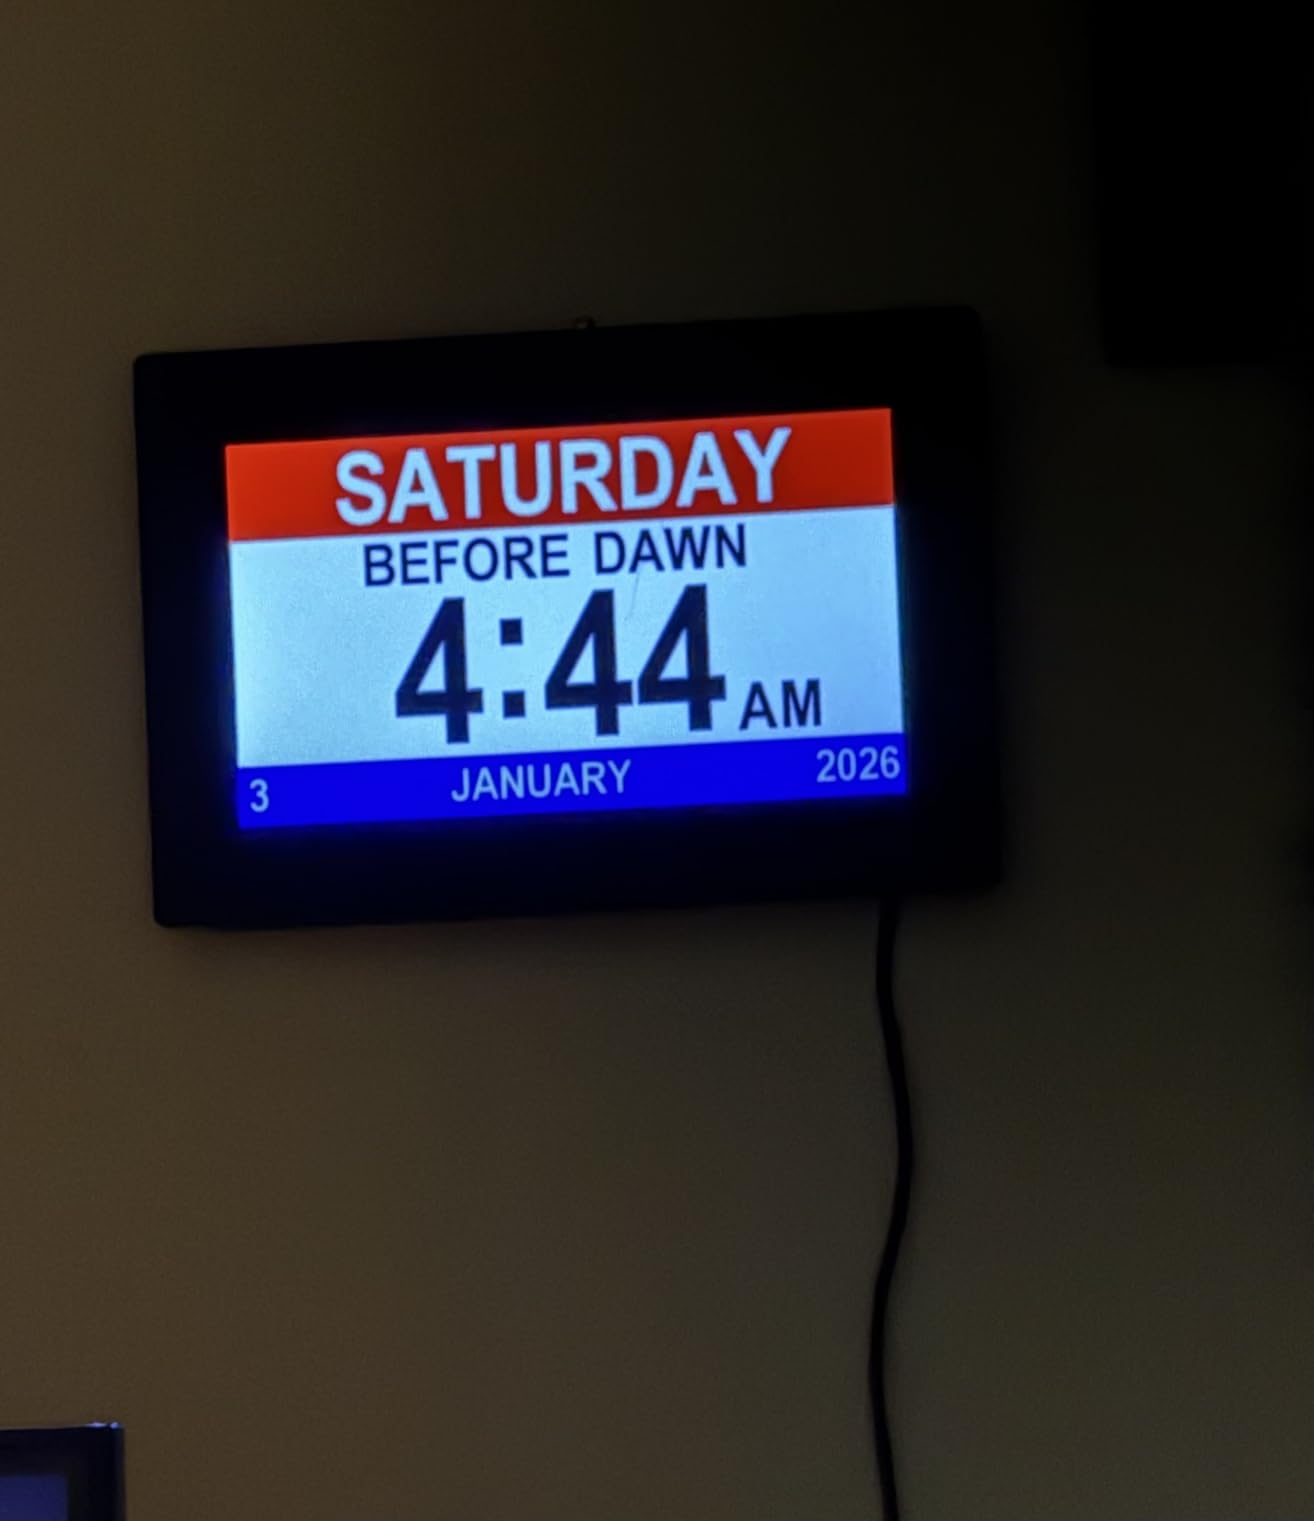 SATURDAY
BEFORE DAWN
4:44 AM
3 JANUARY 2026